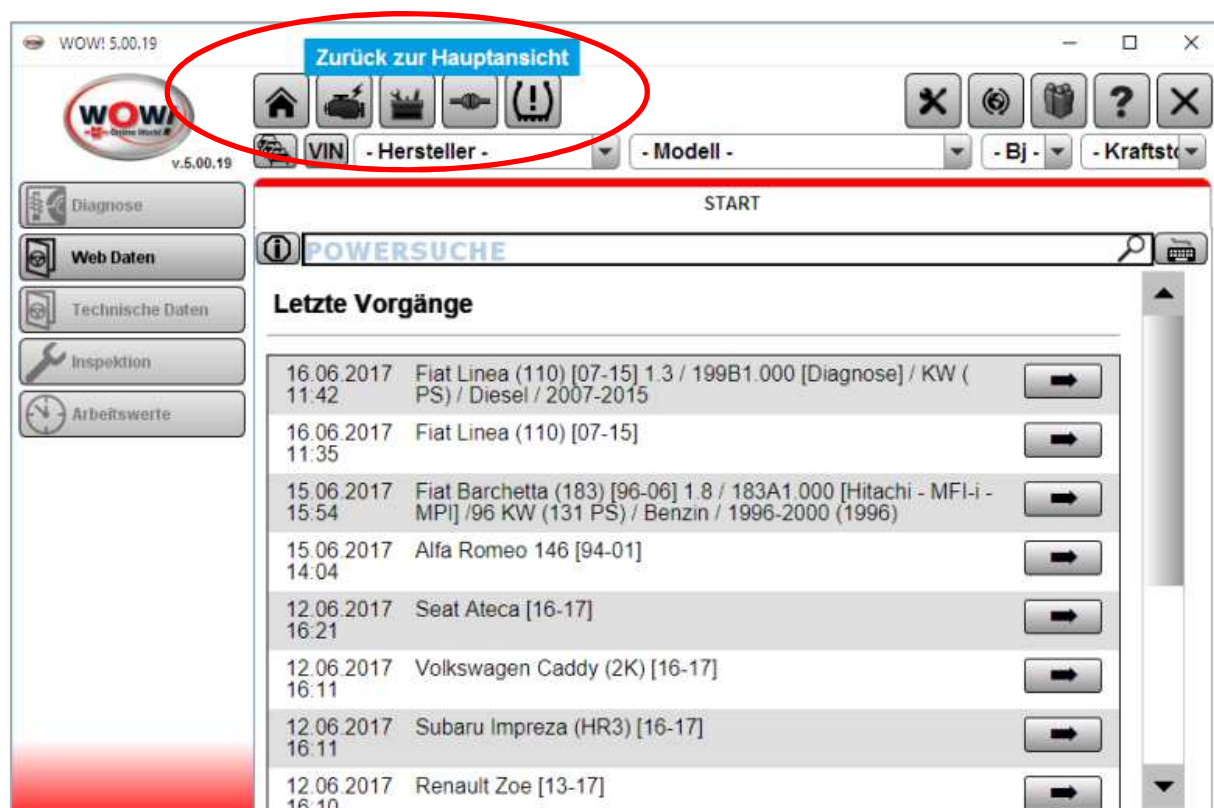 WOW! 5.00.19
Zurück zur Hauptansicht
WOW!
v.5.00.19
VIN
- Hersteller -
- Modell -
- Bj -
- Kraftst
Diagnose
Web Daten
Technische Daten
Inspektion
Arbeitswerte
START
POWERSUCHE
Letzte Vorgänge
16.06.2017 Fiat Linea (110) [07-15] 1.3 / 199B1.000 [Diagnose] / KW (
11:42 PS) / Diesel / 2007-2015
16.06.2017 Fiat Linea (110) [07-15]
11:35
15.06.2017 Fiat Barchetta (183) [96-06] 1.8 / 183A1.000 [Hitachi - MFI-i -
15:54 MPI] /96 KW (131 PS) / Benzin / 1996-2000 (1996)
15.06.2017 Alfa Romeo 146 [94-01]
14:04
12.06.2017 Seat Ateca [16-17]
16:21
12.06.2017 Volkswagen Caddy (2K) [16-17]
16:11
12.06.2017 Subaru Impreza (HR3) [16-17]
16:11
12.06.2017 Renault Zoe [13-17]
16:10